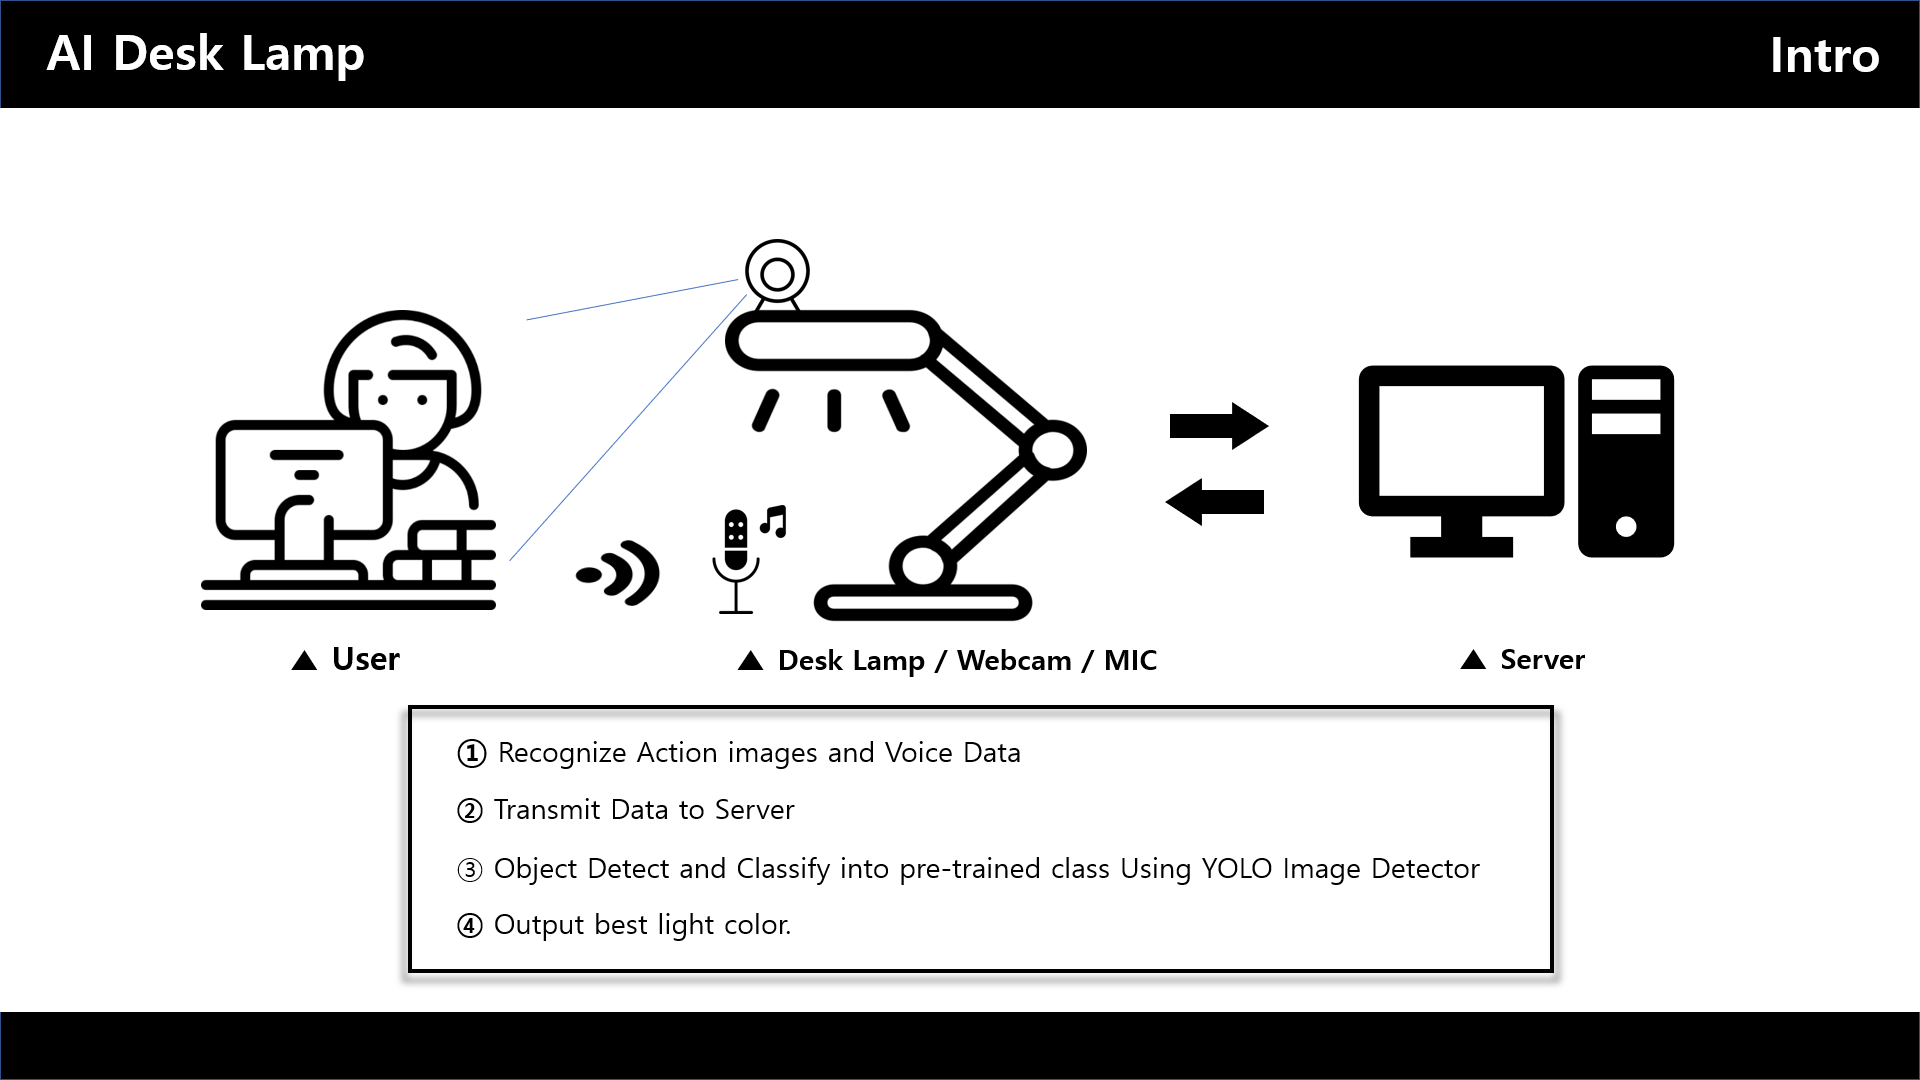 AI Desk Lamp
Intro
▲ User
▲ Desk Lamp / Webcam / MIC
▲ Server
① Recognize Action images and Voice Data
② Transmit Data to Server
③ Object Detect and Classify into pre-trained class Using YOLO Image Detector
④ Output best light color.